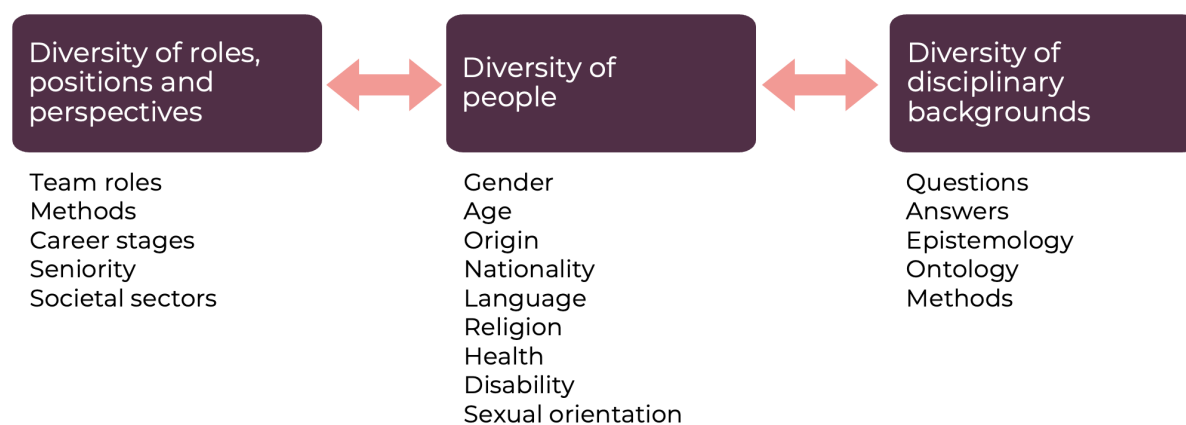 Diversity of roles,
positions and
perspectives
Team roles
Methods
Career stages
Seniority
Societal sectors
Diversity of
people
Gender
Age
Origin
Nationality
Language
Religion
Health
Disability
Sexual orientation
Diversity of
disciplinary
backgrounds
Questions
Answers
Epistemology
Ontology
Methods